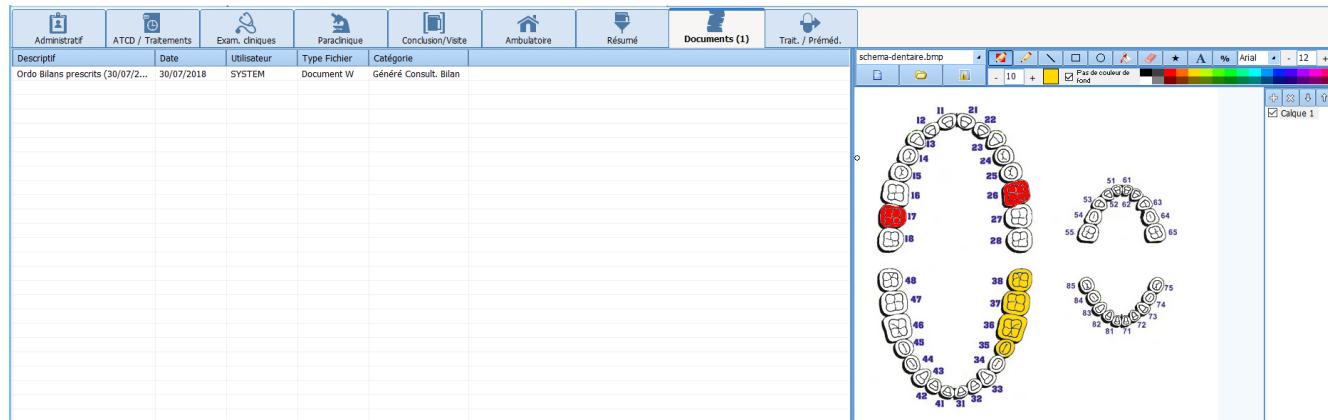 Administratif
ATCD / Traitements
Exam. cliniques
Paraclinique
Conclusion/Visite
Ambulatoire
Résumé
Documents (1)
Trait. / Préméd.
Descriptif Date Utilisateur Type Fichier Catégorie
Ordo Bilans prescrits (30/07/2... 30/07/2018 SYSTEM Document W Généré Consult. Bilan
schema-dentaire.bmp
A % Arial - 12 +
- 10 + Pas de couleur de
fond
Calque 1
11 21
12 22
13 23
14 24
15 25
16 26
17 27
18 28
48 38
47 37
46 36
45 35
44 34
43 33
42 41 31 32
51 61
53 52 62 63
54 64
55 65
85 75
84 74
83 73
82 81 71 72